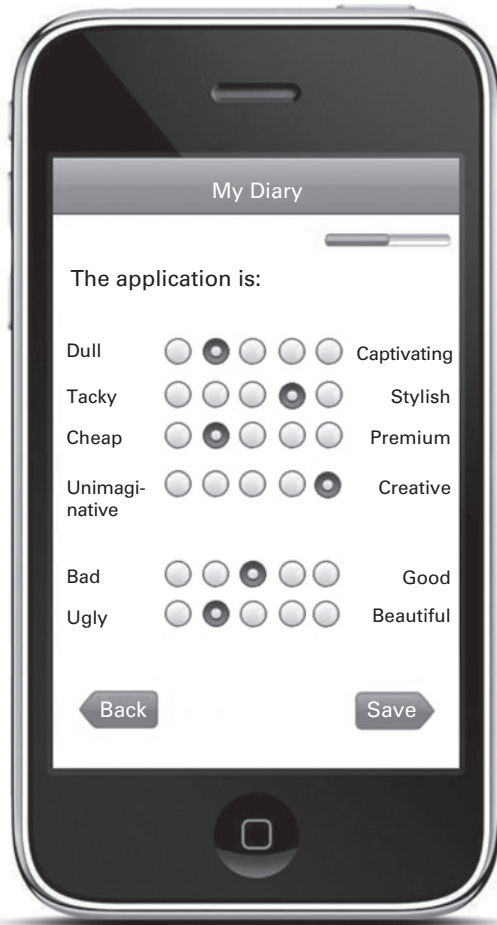 My Diary
The application is:
Dull Captivating
Tacky Stylish
Cheap Premium
Unimagi- Creative
native
Bad Good
Ugly Beautiful
Back Save